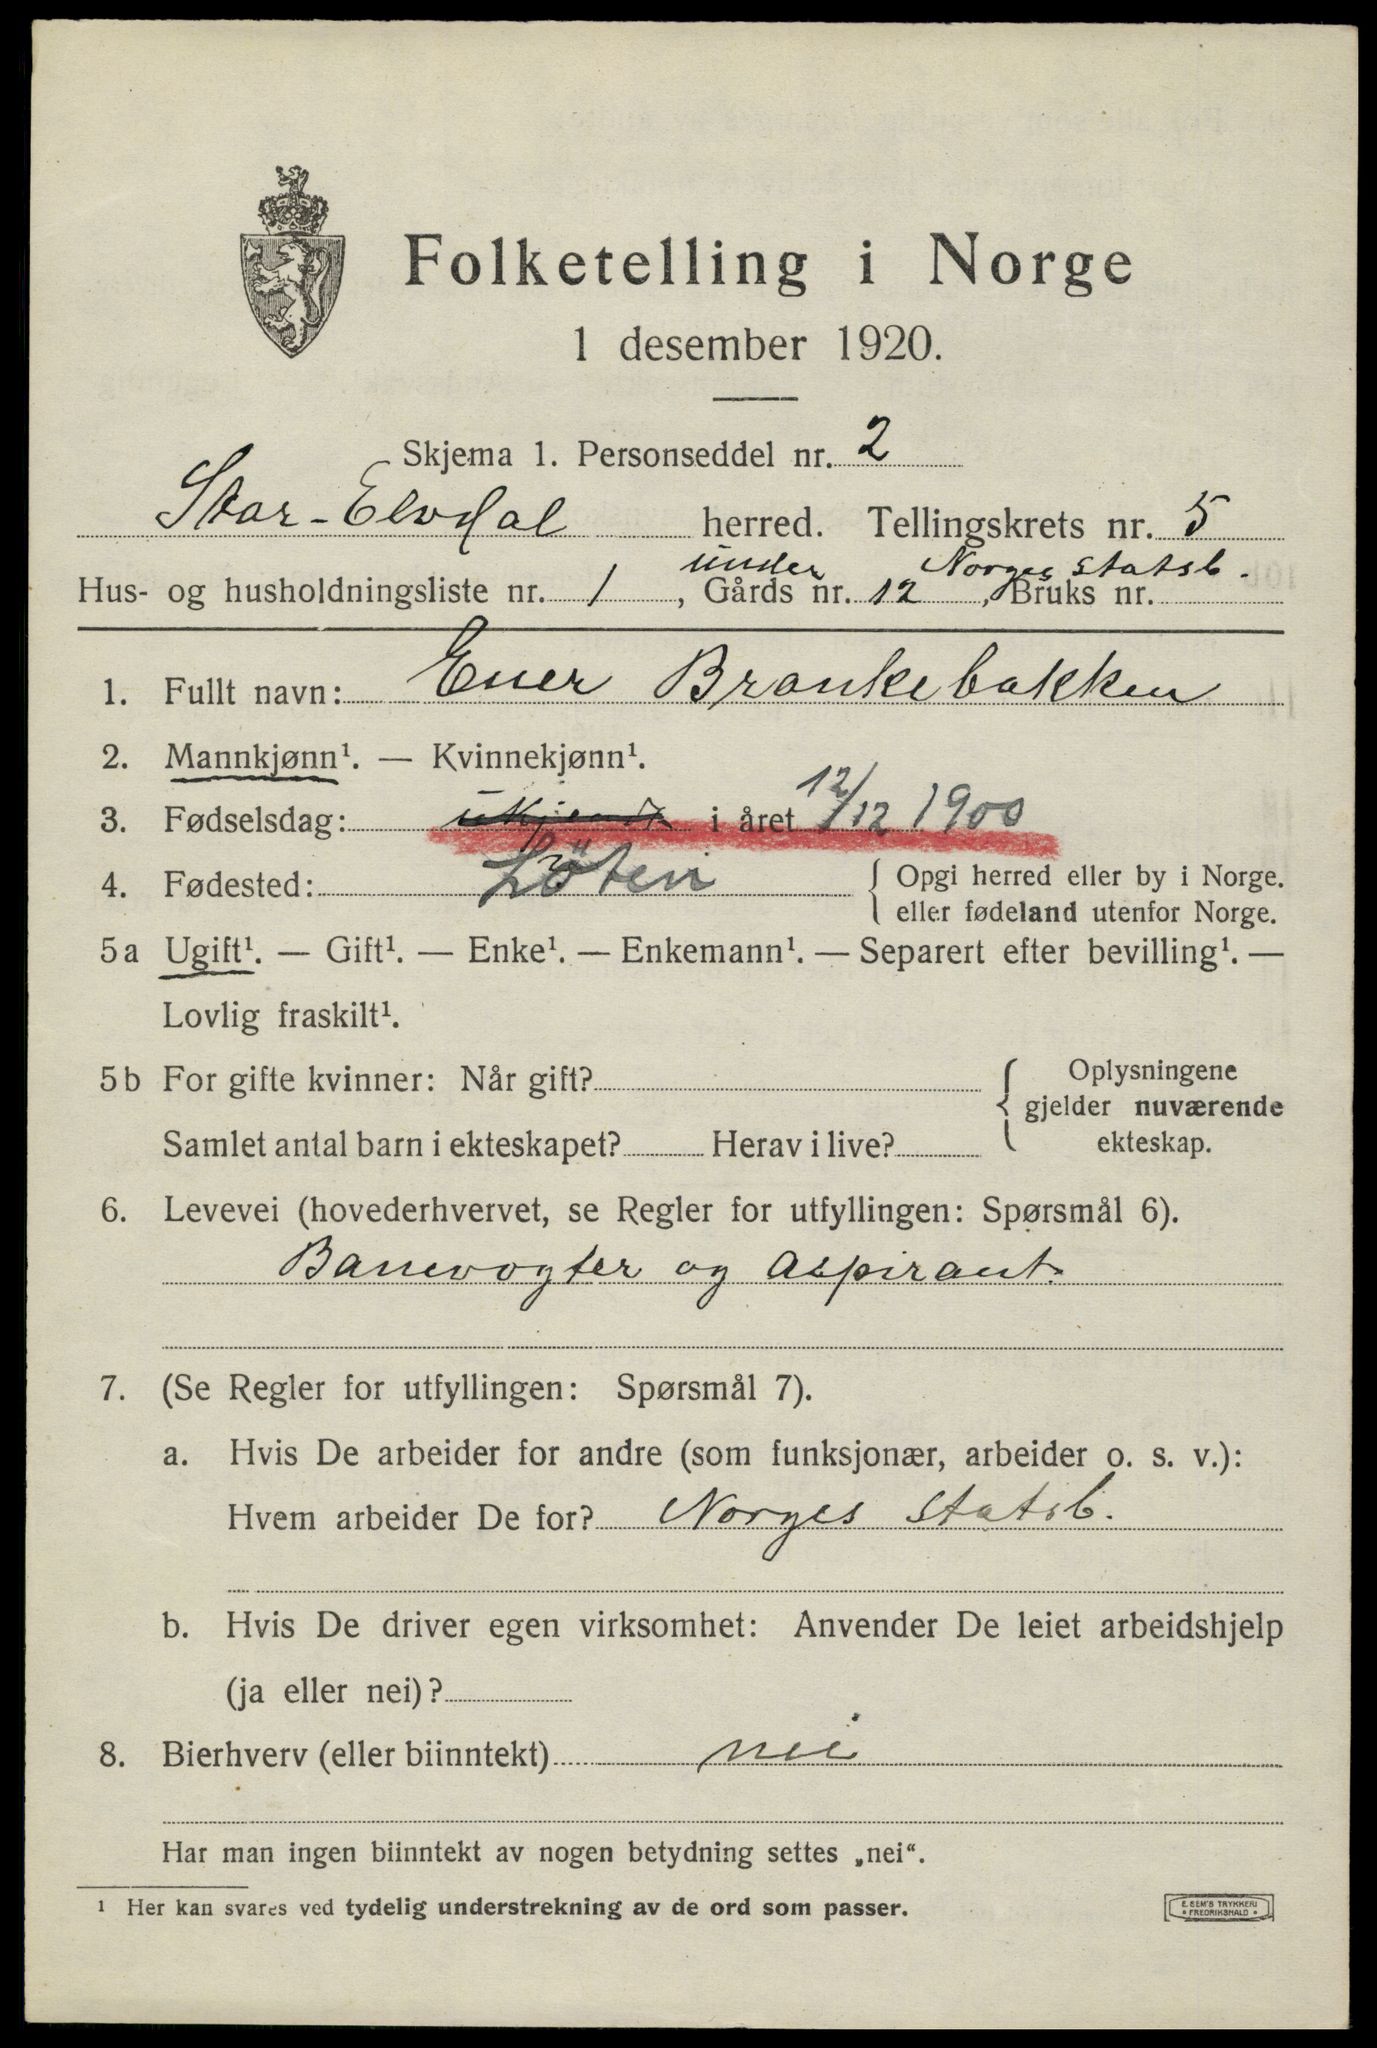 Folketelling i Norge
1 desember 1920.
Skjema 1. Personseddel nr. 2
Stor-Elvdal herred. Tellingskrets nr. 5
under Norges Statsb.
Hus- og husholdningsliste nr. 1, Gårds nr. 12, Bruks nr.
1. Fullt navn: Ener Brankebakken
2. Mannkjønn¹. — Kvinnekjønn¹.
3. Fødselsdag: ukjendt i året 12/12 1900
4. Fødested: Löten { Opgi herred eller by i Norge.
eller fødeland utenfor Norge.
5a Ugift¹. — Gift¹. — Enke¹. — Enkemann¹. — Separert efter bevilling¹. —
Lovlig fraskilt¹.
5b For gifte kvinner: Når gift? { Oplysningene
gjelder nuværende
Samlet antal barn i ekteskapet? Herav i live? ekteskap.
6. Levevei (hovederhvervet, se Regler for utfyllingen: Spørsmål 6).
Banevogter og Aspirant.
7. (Se Regler for utfyllingen: Spørsmål 7).
a. Hvis De arbeider for andre (som funksjonær, arbeider o. s. v.):
Hvem arbeider De for? Norges Statsb.
b. Hvis De driver egen virksomhet: Anvender De leiet arbeidshjelp
(ja eller nei)?
8. Bierhverv (eller biinntekt) nei
Har man ingen biinntekt av nogen betydning settes „nei“.
¹ Her kan svares ved tydelig understrekning av de ord som passer.
E. SEM'S TRYKKERI
• FREDRIKSHALD •